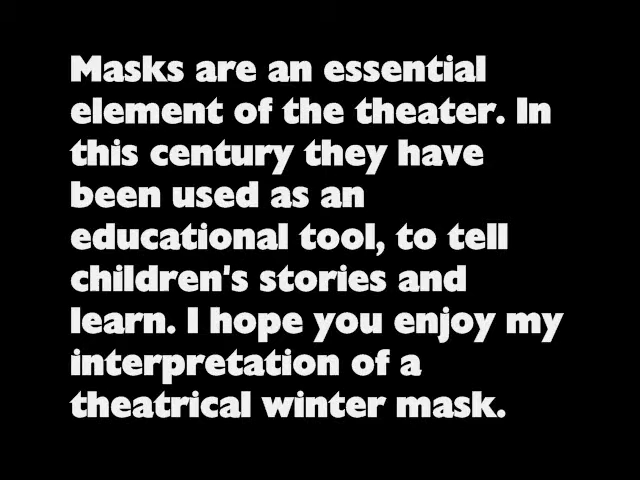 Masks are an essential
element of the theater. In
this century they have
been used as an
educational tool, to tell
children's stories and
learn. I hope you enjoy my
interpretation of a
theatrical winter mask.